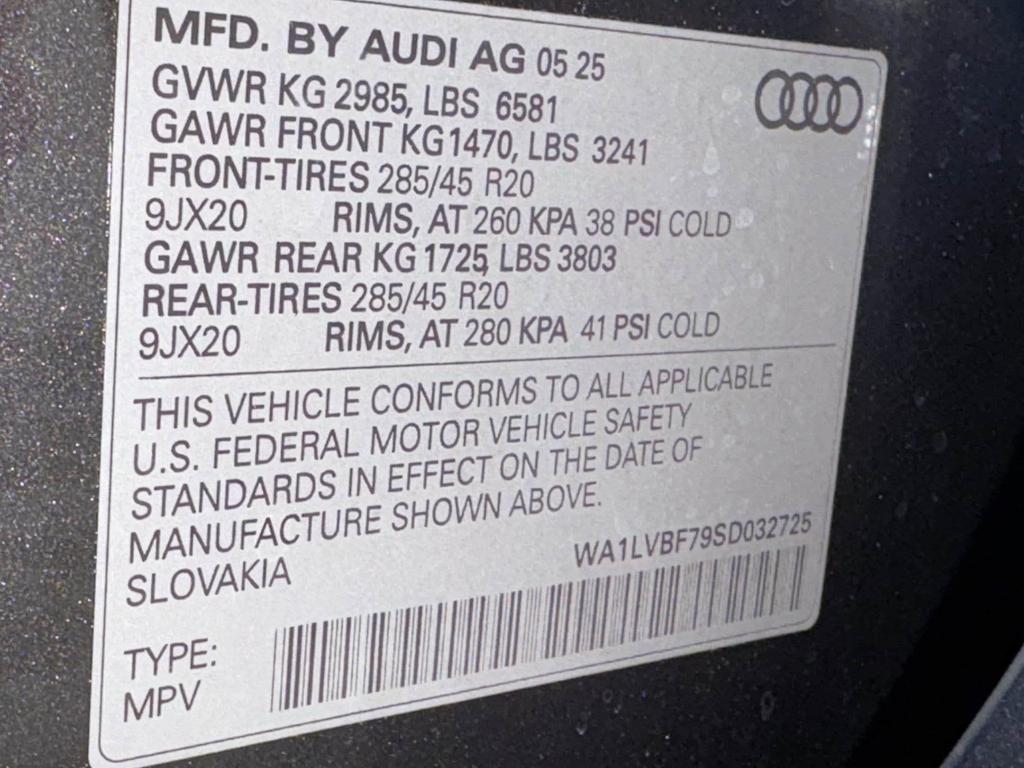 MFD. BY AUDI AG 05 25
GVWR KG 2985, LBS 6581
GAWR FRONT KG 1470, LBS 3241
FRONT-TIRES 285/45 R20
9JX20 RIMS, AT 260 KPA 38 PSI COLD
GAWR REAR KG 1725, LBS 3803
REAR-TIRES 285/45 R20
9JX20 RIMS, AT 280 KPA 41 PSI COLD
THIS VEHICLE CONFORMS TO ALL APPLICABLE
U.S. FEDERAL MOTOR VEHICLE SAFETY
STANDARDS IN EFFECT ON THE DATE OF
MANUFACTURE SHOWN ABOVE.
SLOVAKIA WA1LVBF79SD032725
TYPE:
MPV